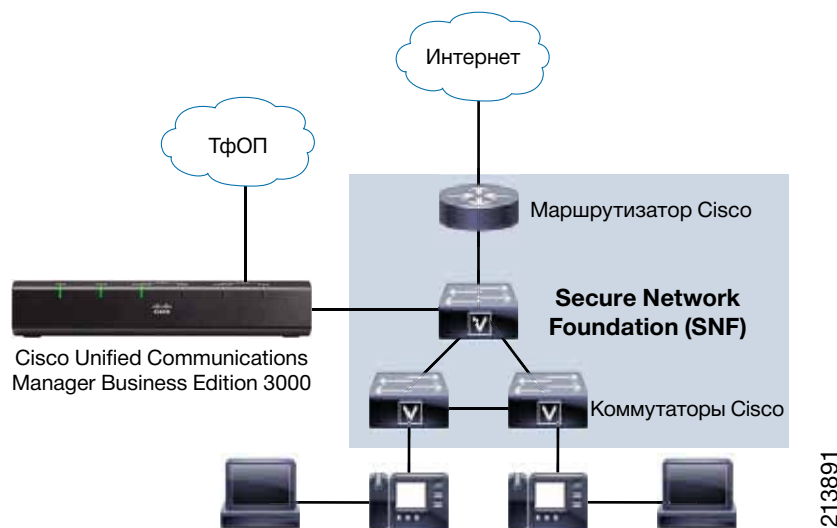 Интернет
ТфОП
Маршрутизатор Cisco
Secure Network
Foundation (SNF)
Cisco Unified Communications
Manager Business Edition 3000
Коммутаторы Cisco
213891